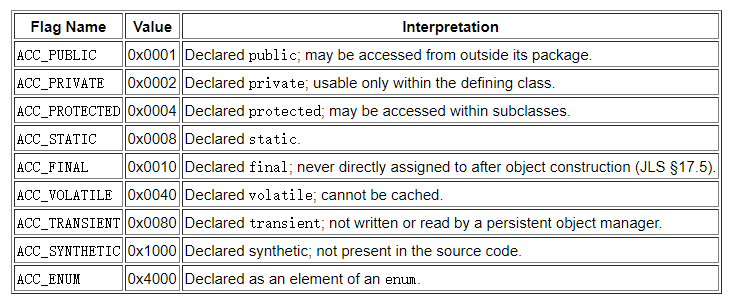 Flag Name Value Interpretation
ACC_PUBLIC 0x0001 Declared public; may be accessed from outside its package.
ACC_PRIVATE 0x0002 Declared private; usable only within the defining class.
ACC_PROTECTED 0x0004 Declared protected; may be accessed within subclasses.
ACC_STATIC 0x0008 Declared static.
ACC_FINAL 0x0010 Declared final; never directly assigned to after object construction (JLS §17.5).
ACC_VOLATILE 0x0040 Declared volatile; cannot be cached.
ACC_TRANSIENT 0x0080 Declared transient; not written or read by a persistent object manager.
ACC_SYNTHETIC 0x1000 Declared synthetic; not present in the source code.
ACC_ENUM 0x4000 Declared as an element of an enum.